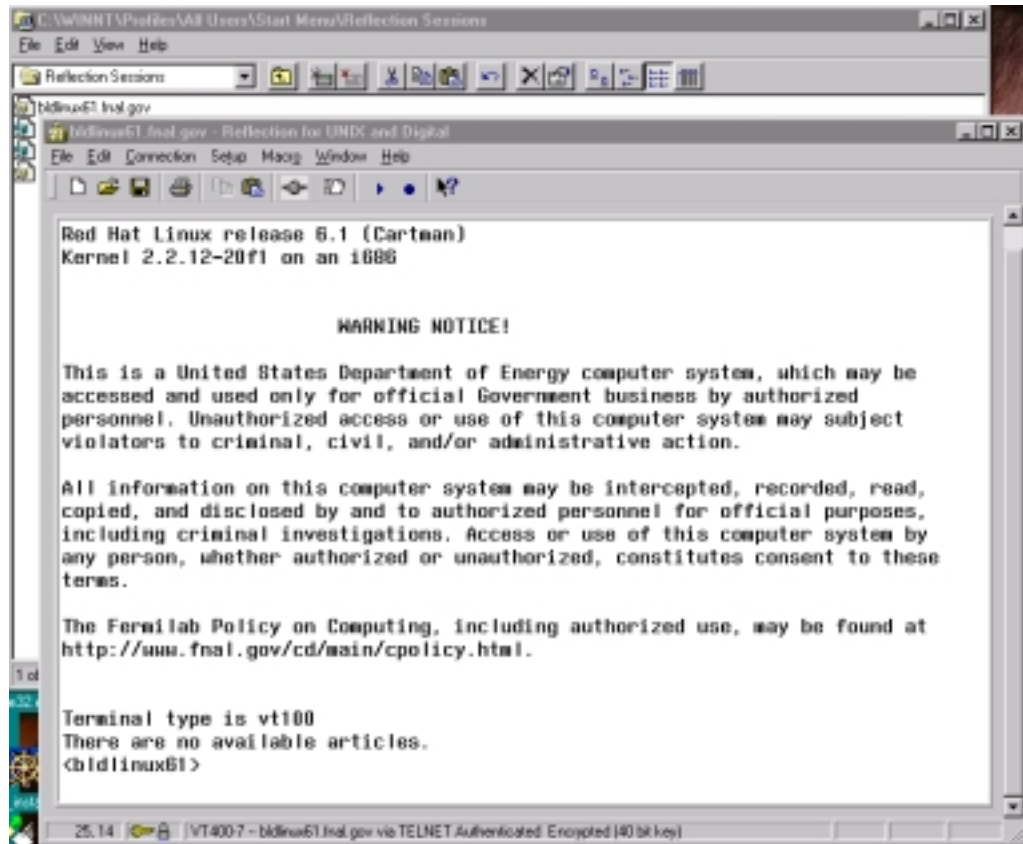 C:\WINNT\Profiles\All Users\Start Menu\Reflection Sessions
File Edit View Help
Reflection Sessions
bldlinux61.fnal.gov
bldlinux61.fnal.gov - Reflection for UNIX and Digital
File Edit Connection Setup Macro Window Help
Red Hat Linux release 6.1 (Cartman)
Kernel 2.2.12-20f1 on an i686
WARNING NOTICE!
This is a United States Department of Energy computer system, which may be
accessed and used only for official Government business by authorized
personnel. Unauthorized access or use of this computer system may subject
violators to criminal, civil, and/or administrative action.
All information on this computer system may be intercepted, recorded, read,
copied, and disclosed by and to authorized personnel for official purposes,
including criminal investigations. Access or use of this computer system by
any person, whether authorized or unauthorized, constitutes consent to these
terms.
The Fermilab Policy on Computing, including authorized use, may be found at
http://www.fnal.gov/cd/main/cpolicy.html.
1 of
Terminal type is vt100
There are no available articles.
<bldlinux61>
25, 14 VT400-7 -- bldlinux61.fnal.gov via TELNET Authenticated Encrypted (40 bit key)